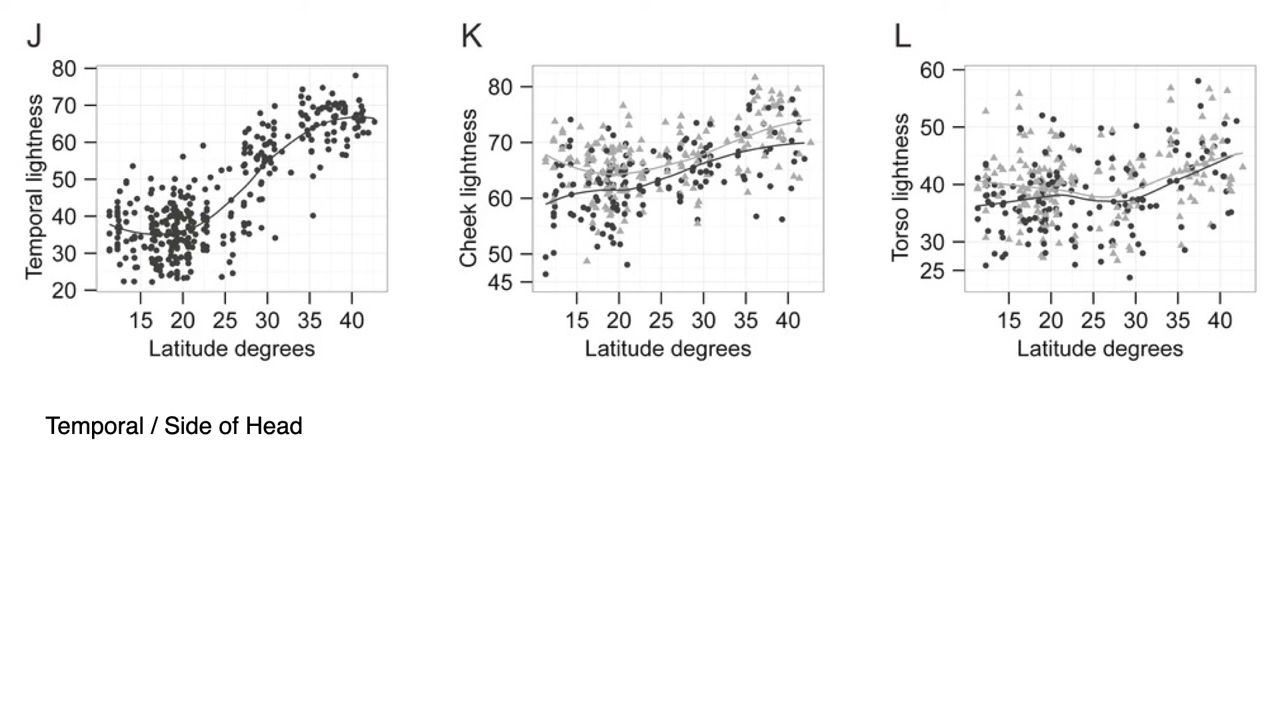 J
80
70
60
50
40
30
20
Temporal lightness
15 20 25 30 35 40
Latitude degrees
K
80
70
60
50
45
Cheek lightness
15 20 25 30 35 40
Latitude degrees
L
60
50
40
30
25
Torso lightness
15 20 25 30 35 40
Latitude degrees
Temporal / Side of Head